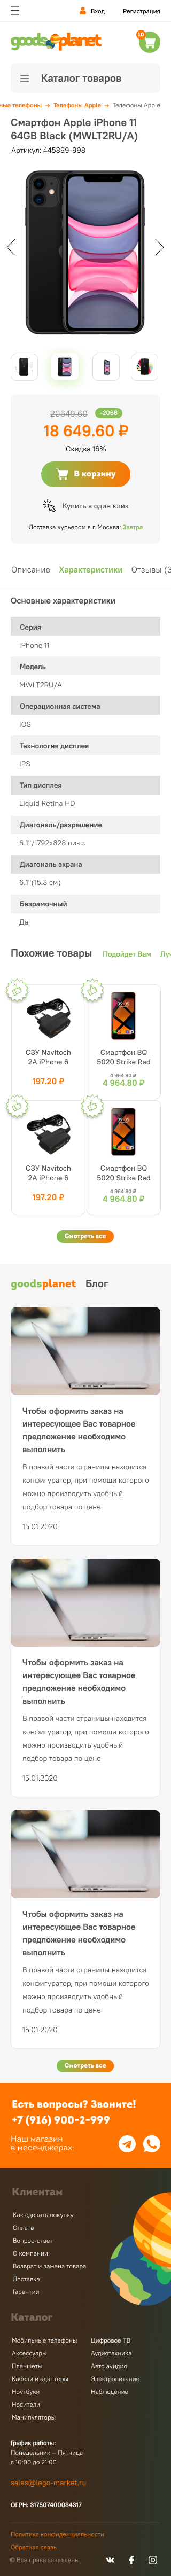 Вход
Регистрация
goods planet
Каталог товаров
ные телефоны → Телефоны Apple → Телефоны Apple
Смартфон Apple iPhone 11
64GB Black (MWLT2RU/A)
Артикул: 445899-998
20649.60 -2068
18 649.60 ₽
Скидка 16%
В корзину
Купить в один клик
Доставка курьером в г. Москва: Завтра
Описание Характеристики Отзывы (3
Основные характеристики
Серия
iPhone 11
Модель
MWLT2RU/A
Операционная система
iOS
Технология дисплея
IPS
Тип дисплея
Liquid Retina HD
Диагональ/разрешение
6.1"/1792x828 пикс.
Диагональ экрана
6.1"(15.3 см)
Безрамочный
Да
Похожие товары Подойдет Вам Лу
СЗУ Navitoch
2A iPhone 6
197.20 ₽
Смартфон BQ
5020 Strike Red
4 964.80 ₽
4 964.80 ₽
СЗУ Navitoch
2A iPhone 6
197.20 ₽
Смартфон BQ
5020 Strike Red
4 964.80 ₽
4 964.80 ₽
Смотреть все
goodsplanet Блог
Чтобы оформить заказ на
интересующее Вас товарное
предложение необходимо
выполнить
В правой части страницы находится
конфигуратор, при помощи которого
можно производить удобный
подбор товара по цене
15.01.2020
Чтобы оформить заказ на
интересующее Вас товарное
предложение необходимо
выполнить
В правой части страницы находится
конфигуратор, при помощи которого
можно производить удобный
подбор товара по цене
15.01.2020
Чтобы оформить заказ на
интересующее Вас товарное
предложение необходимо
выполнить
В правой части страницы находится
конфигуратор, при помощи которого
можно производить удобный
подбор товара по цене
15.01.2020
Смотреть все
Есть вопросы? Звоните!
+7 (916) 900-2-999
Наш магазин
в месенджерах:
Клиентам
Как сделать покупку
Оплата
Вопрос-ответ
О компании
Возврат и замена товара
Доставка
Гарантии
Каталог
Мобильные телефоны
Аксессуары
Планшеты
Кабели и адаптеры
Ноутбуки
Носители
Манипуляторы
Цифровое ТВ
Аудиотехника
Авто аудио
Электропитание
Наблюдение
График работы:
Понедельник — Пятница
с 10:00 до 21:00
sales@lego-market.ru
ОГРН: 317507400034317
Политика конфиденциальности
Обратная связь
© Все права защищены